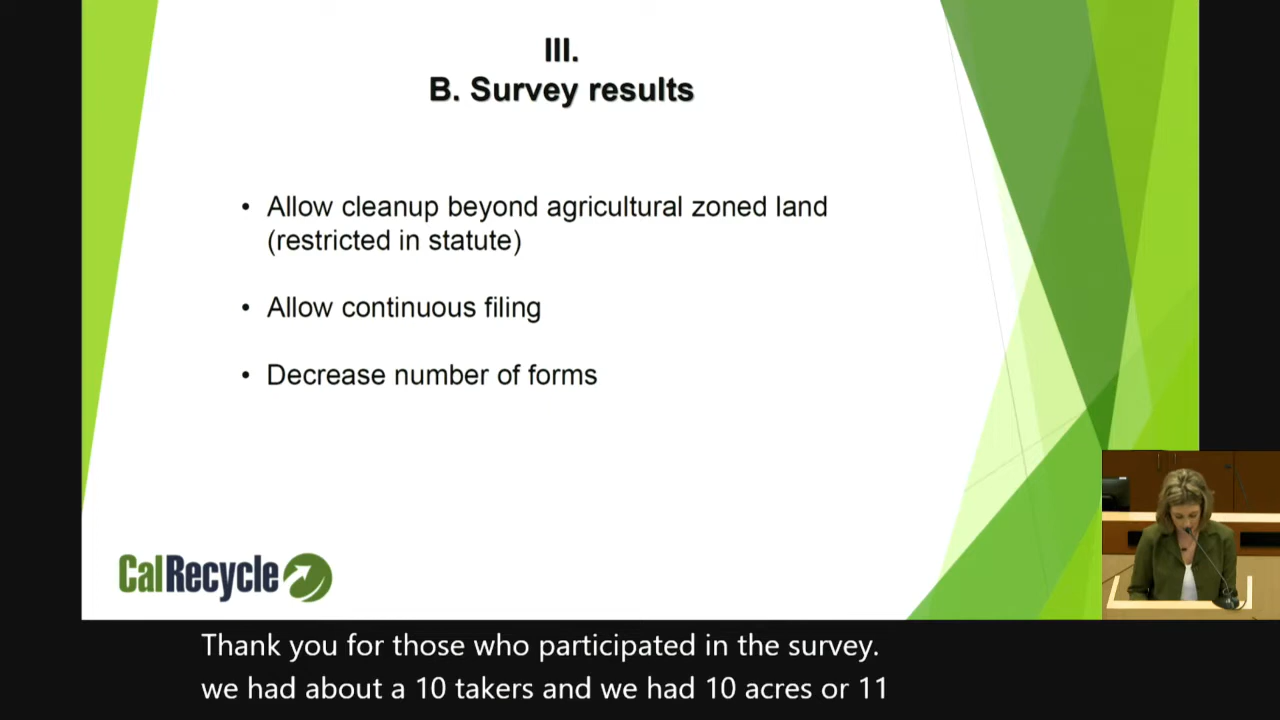 III.
B. Survey results
• Allow cleanup beyond agricultural zoned land
(restricted in statute)
• Allow continuous filing
• Decrease number of forms
CalRecycle
Thank you for those who participated in the survey.
we had about a 10 takers and we had 10 acres or 11